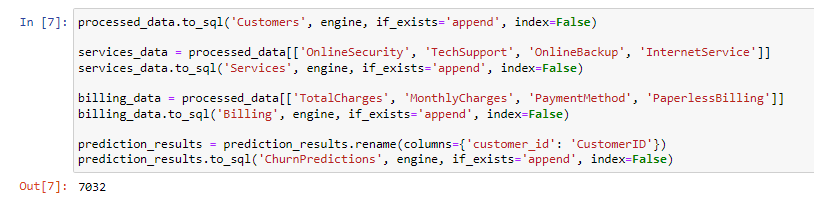 In [7]: processed_data.to_sql('Customers', engine, if_exists='append', index=False)
services_data = processed_data[['OnlineSecurity', 'TechSupport', 'OnlineBackup', 'InternetService']]
services_data.to_sql('Services', engine, if_exists='append', index=False)
billing_data = processed_data[['TotalCharges', 'MonthlyCharges', 'PaymentMethod', 'PaperlessBilling']]
billing_data.to_sql('Billing', engine, if_exists='append', index=False)
prediction_results = prediction_results.rename(columns={'customer_id': 'CustomerID'})
prediction_results.to_sql('ChurnPredictions', engine, if_exists='append', index=False)
Out[7]: 7032